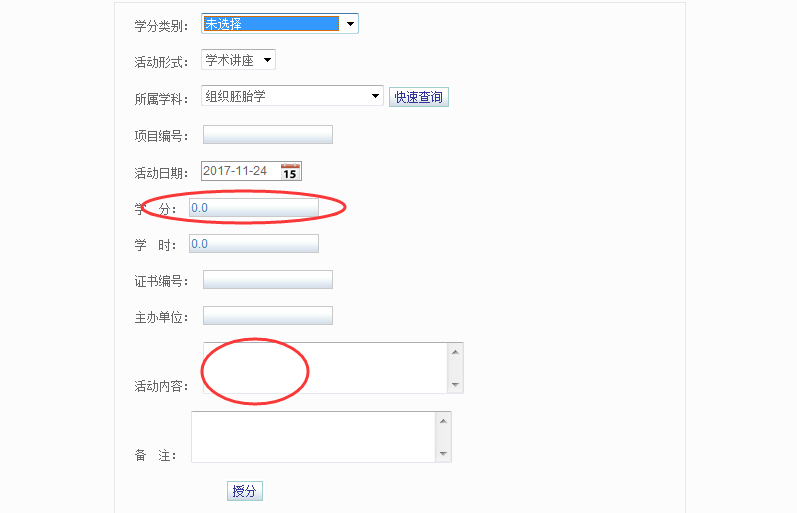 学分类别： 未选择
活动形式： 学术讲座
所属学科： 组织胚胎学 快速查询
项目编号：
活动日期： 2017-11-24 15
学 分： 0.0
学 时： 0.0
证书编号：
主办单位：
活动内容：
备 注：
授分